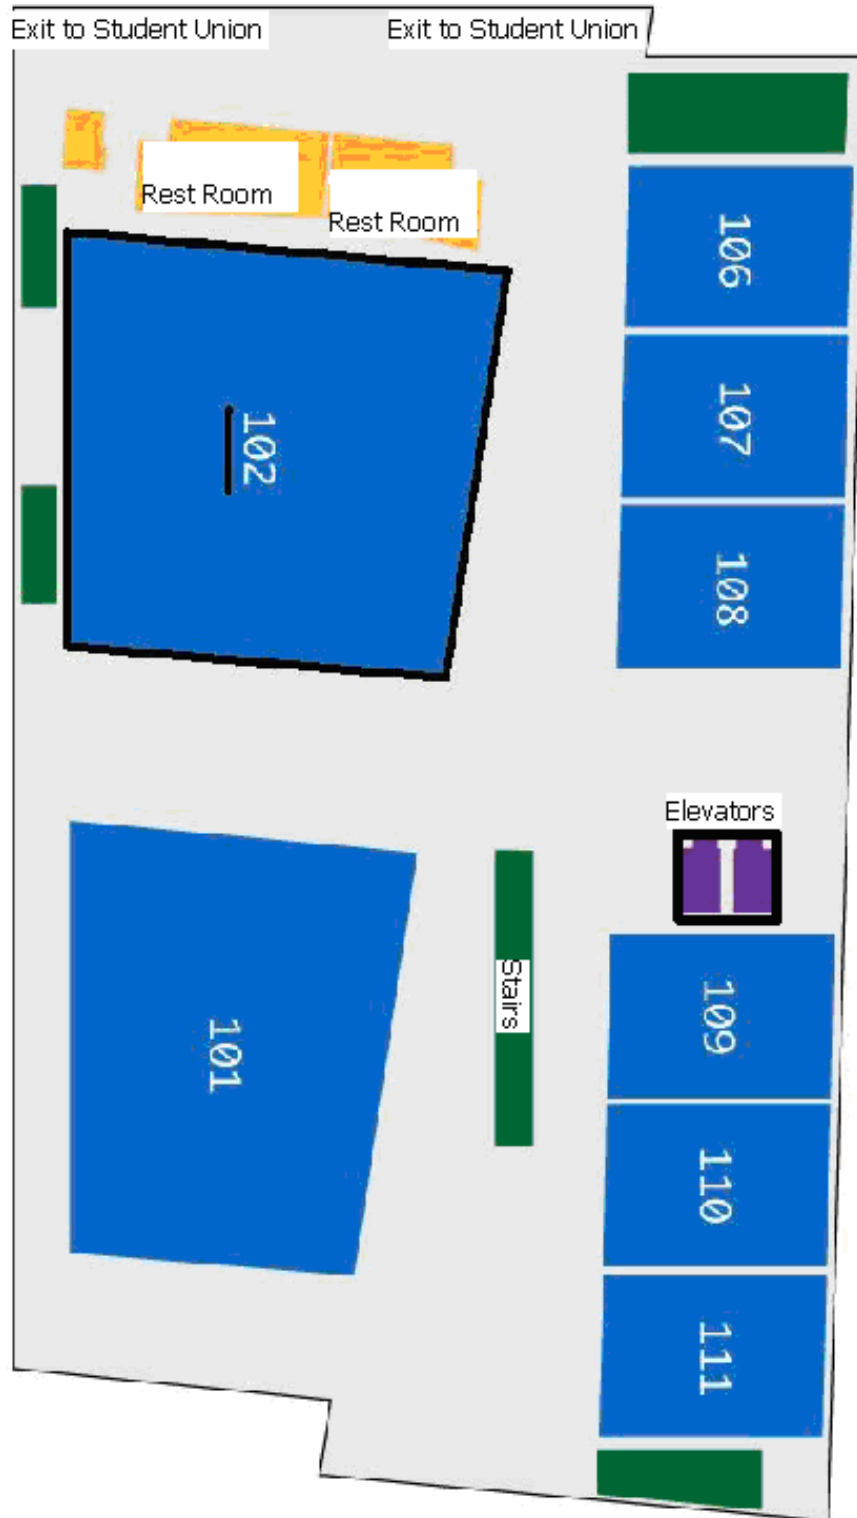 Exit to Student Union
Exit to Student Union
Rest Room
Rest Room
106
102
107
108
Elevators
Stairs
109
101
110
111